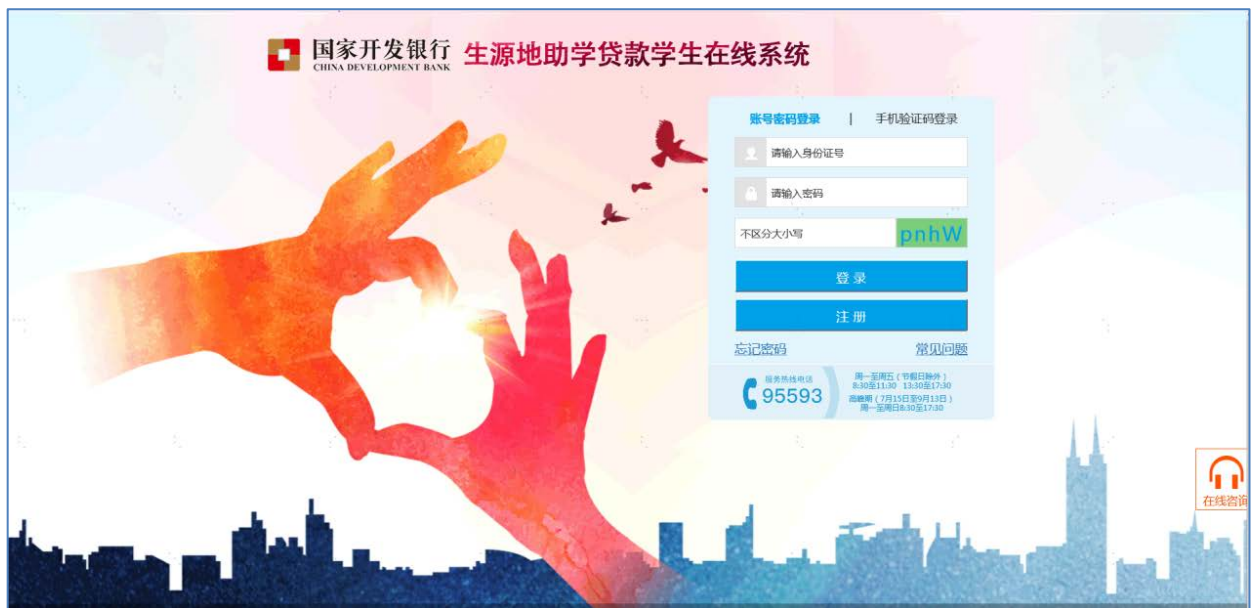 国家开发银行 生源地助学贷款学生在线系统
CHINA DEVELOPMENT BANK
账号密码登录 | 手机验证码登录
请输入身份证号
请输入密码
不区分大小写 pnhW
登录
注册
忘记密码 常见问题
服务热线电话
95593
周一至周五(节假日除外)
8:30至11:30 13:30至17:30
高峰期(7月15日至9月13日)
周一至周日8:30至17:30
在线咨询